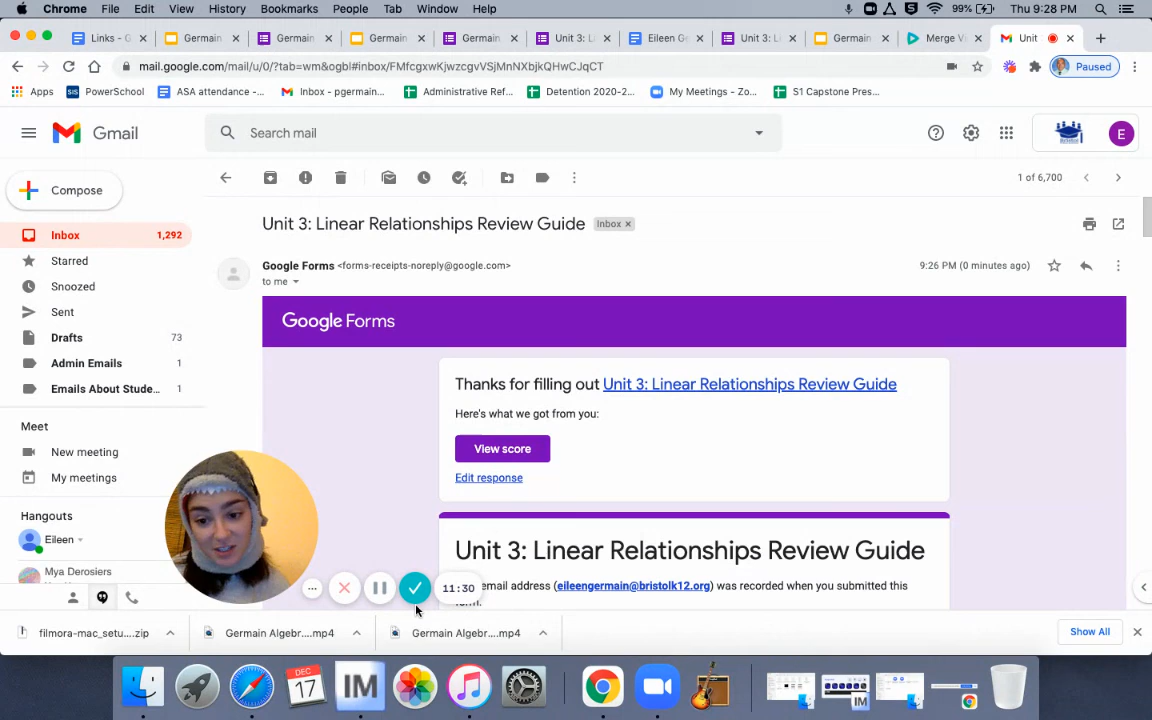 Chrome File Edit View History Bookmarks People Tab Window Help 99% Thu 9:28 PM
Links - G Germain Germain Germain Germain Unit 3: L Eileen Ge Unit 3: L Germain Merge V Unit
mail.google.com/mail/u/0/?tab=wm&ogbl#inbox/FMfcgxwKjwzcgvVSjMnNXbjkQHwCJqCT Paused
Apps PowerSchool ASA attendance -... Inbox - pgermain... Administrative Ref... Detention 2020-2... My Meetings - Zo... S1 Capstone Pres...
Gmail Search mail E
Compose 1 of 6,700
Inbox 1,292
Starred
Snoozed
Sent
Drafts 73
Admin Emails 1
Emails About Stude... 1
Meet
New meeting
My meetings
Hangouts
Eileen
Mya Derosiers
Unit 3: Linear Relationships Review Guide Inbox x
Google Forms <forms-receipts-noreply@google.com> 9:26 PM (0 minutes ago)
to me
Google Forms
Thanks for filling out Unit 3: Linear Relationships Review Guide
Here's what we got from you:
View score
Edit response
Unit 3: Linear Relationships Review Guide
email address (eileengermain@bristolk12.org) was recorded when you submitted this
form.
11:30
filmora-mac_setu....zip Germain Algebr....mp4 Germain Algebr....mp4 Show All
DEC
17
IM